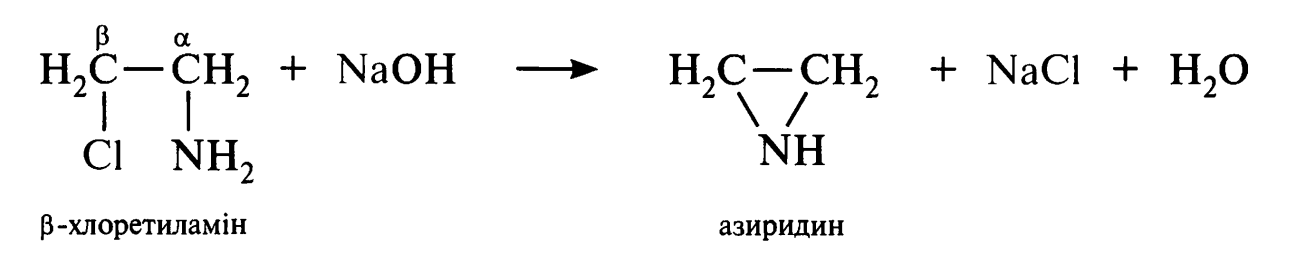 β α
H₂C—CH₂ + NaOH ⟶ H₂C—CH₂ + NaCl + H₂O
Cl NH₂ NH
β-хлоретиламін азиридин